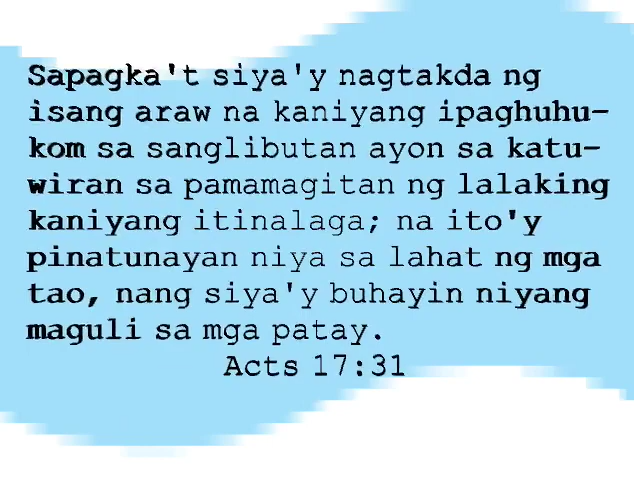 Sapagka't siya'y nagtakda ng
isang araw na kaniyang ipaghuhu-
kom sa sanglibutan ayon sa katu-
wiran sa pamamagitan ng lalaking
kaniyang itinalaga; na ito'y
pinatunayan niya sa lahat ng mga
tao, nang siya'y buhayin niyang
maguli sa mga patay.
Acts 17:31